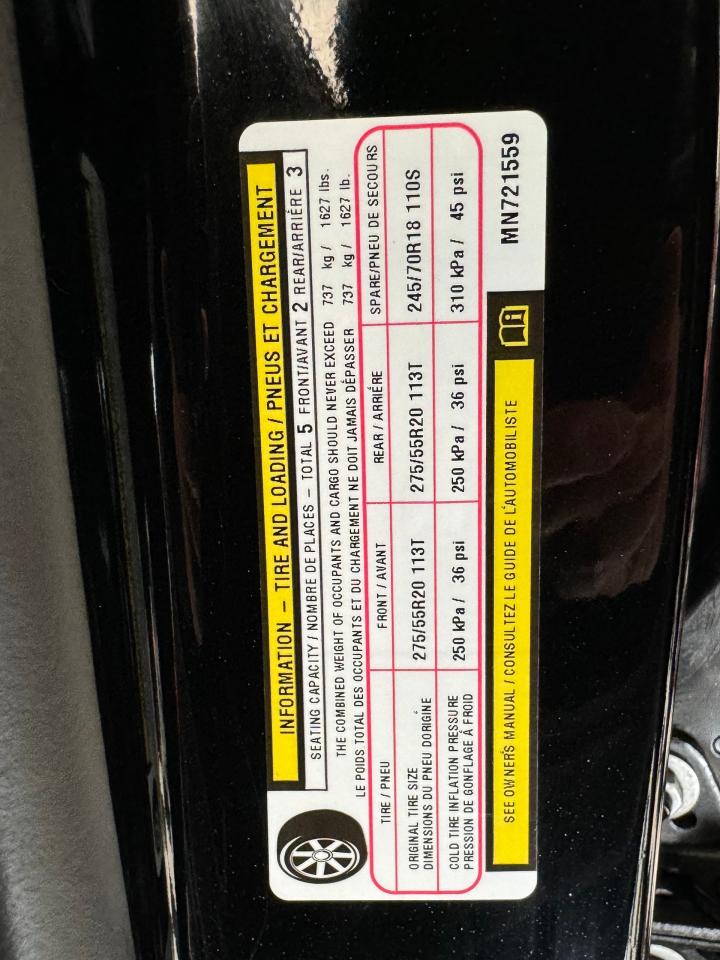 INFORMATION – TIRE AND LOADING / PNEUS ET CHARGEMENT
SEATING CAPACITY / NOMBRE DE PLACES – TOTAL 5 FRONT/AVANT 2 REAR/ARRIÉRE 3
THE COMBINED WEIGHT OF OCCUPANTS AND CARGO SHOULD NEVER EXCEED 737 kg / 1627 lbs.
LE POIDS TOTAL DES OCCUPANTS ET DU CHARGEMENT NE DOIT JAMAIS DÉPASSER 737 kg / 1627 lb.
TIRE / PNEU FRONT / AVANT REAR / ARRIÉRE SPARE/PNEU DE SECOURS
ORIGINAL TIRE SIZE
DIMENSIONS DU PNEU D'ORIGINE 275/55R20 113T 275/55R20 113T 245/70R18 110S
COLD TIRE INFLATION PRESSURE
PRESSION DE GONFLAGE Á FROID 250 kPa / 36 psi 250 kPa / 36 psi 310 kPa / 45 psi
SEE OWNER'S MANUAL / CONSULTEZ LE GUIDE DE L'AUTOMOBILISTE
MN721559